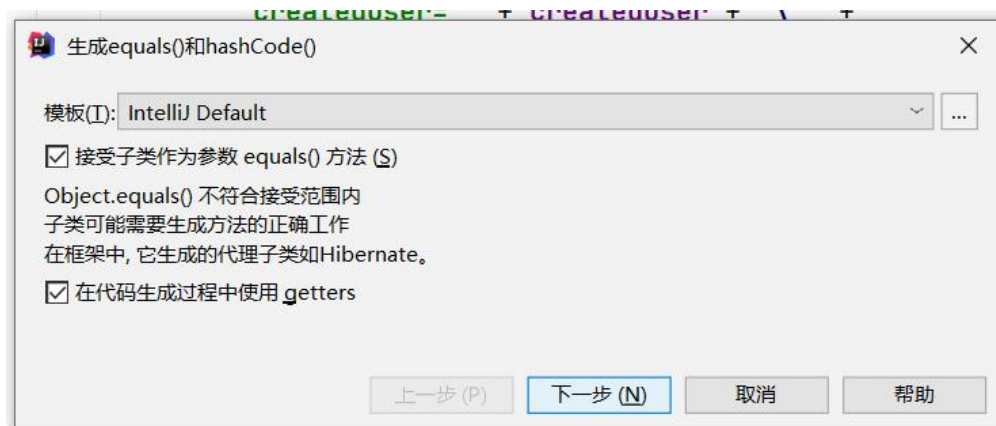 createduser= + createduser + \ +
生成equals()和hashCode()
模板(T): IntelliJ Default ...
接受子类作为参数 equals() 方法 (S)
Object.equals() 不符合接受范围内
子类可能需要生成方法的正确工作
在框架中, 它生成的代理子类如Hibernate。
在代码生成过程中使用 getters
上一步 (P) 下一步 (N) 取消 帮助